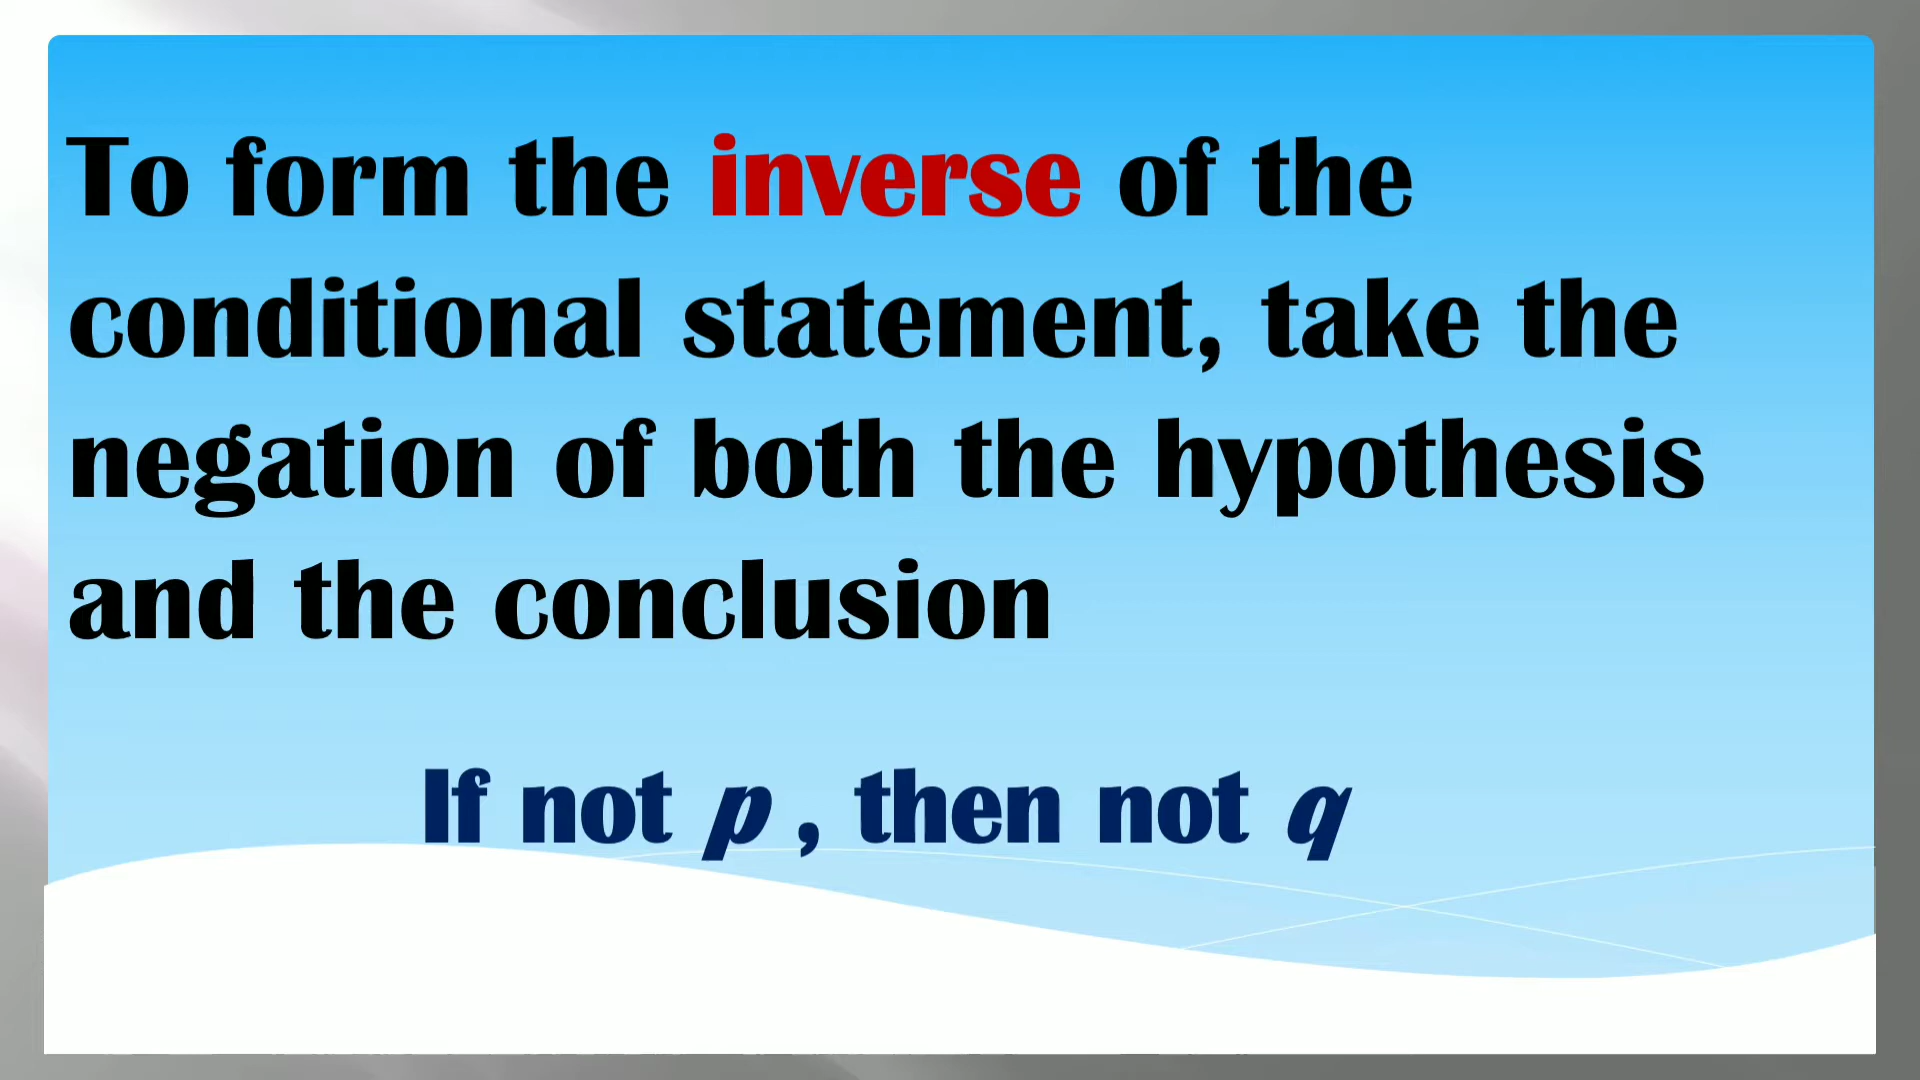 To form the inverse of the
conditional statement, take the
negation of both the hypothesis
and the conclusion
If not p , then not q